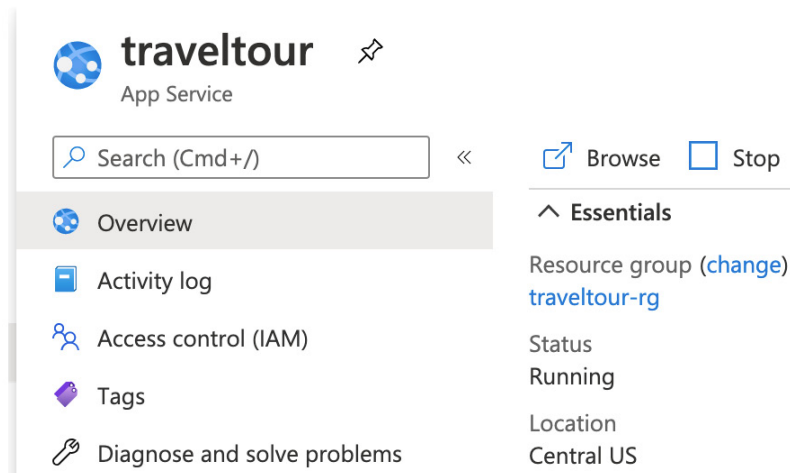 traveltour
App Service
Search (Cmd+/)
«
Overview
Activity log
Access control (IAM)
Tags
Diagnose and solve problems
Browse
Stop
Essentials
Resource group (change)
traveltour-rg
Status
Running
Location
Central US